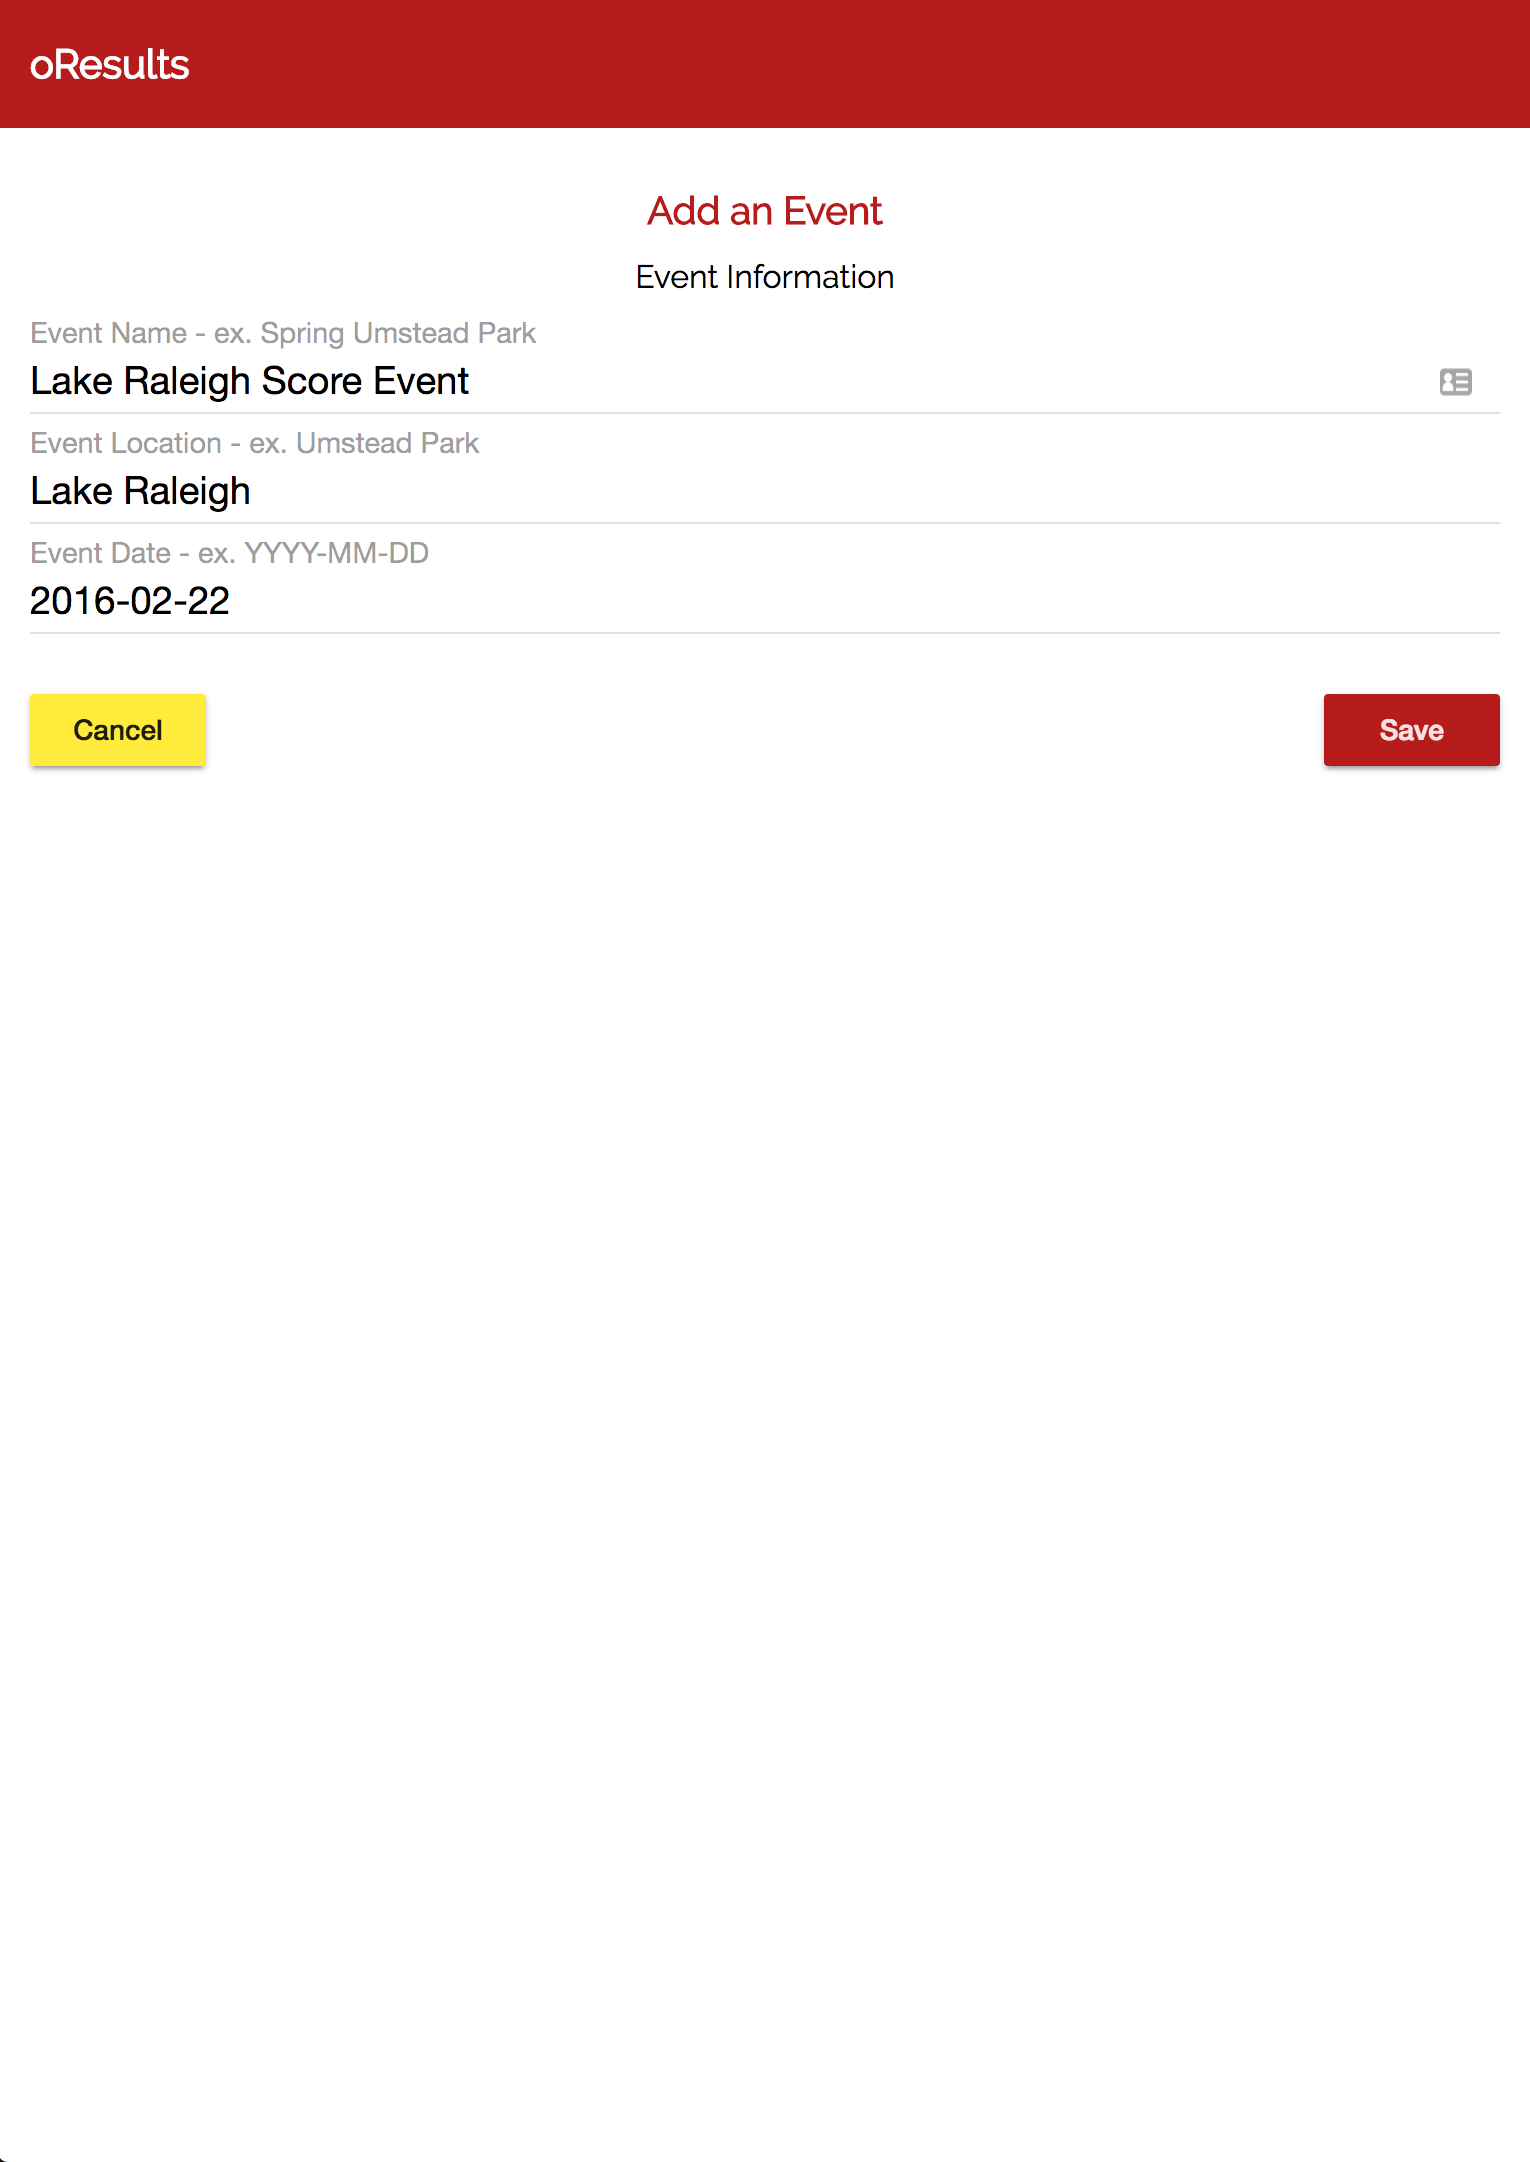 oResults
Add an Event
Event Information
Event Name - ex. Spring Umstead Park
Lake Raleigh Score Event
Event Location - ex. Umstead Park
Lake Raleigh
Event Date - ex. YYYY-MM-DD
2016-02-22
Cancel
Save